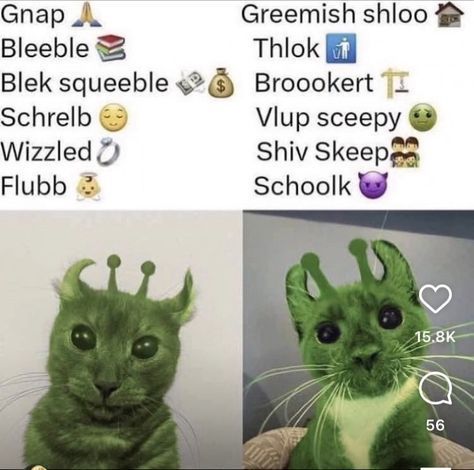 Gnap 🙏
Bleeble 📚
Blek squeeble 💸💰
Schrelb 😌
Wizzled 💍
Flubb 👶
Greemish shloo 🏠
Thlok 🚮
Broookert 🏗
Vlup sceepy 🤢
Shiv Skeep 👨‍👨‍👧‍👦
Schoolk 😈
15.8K
56